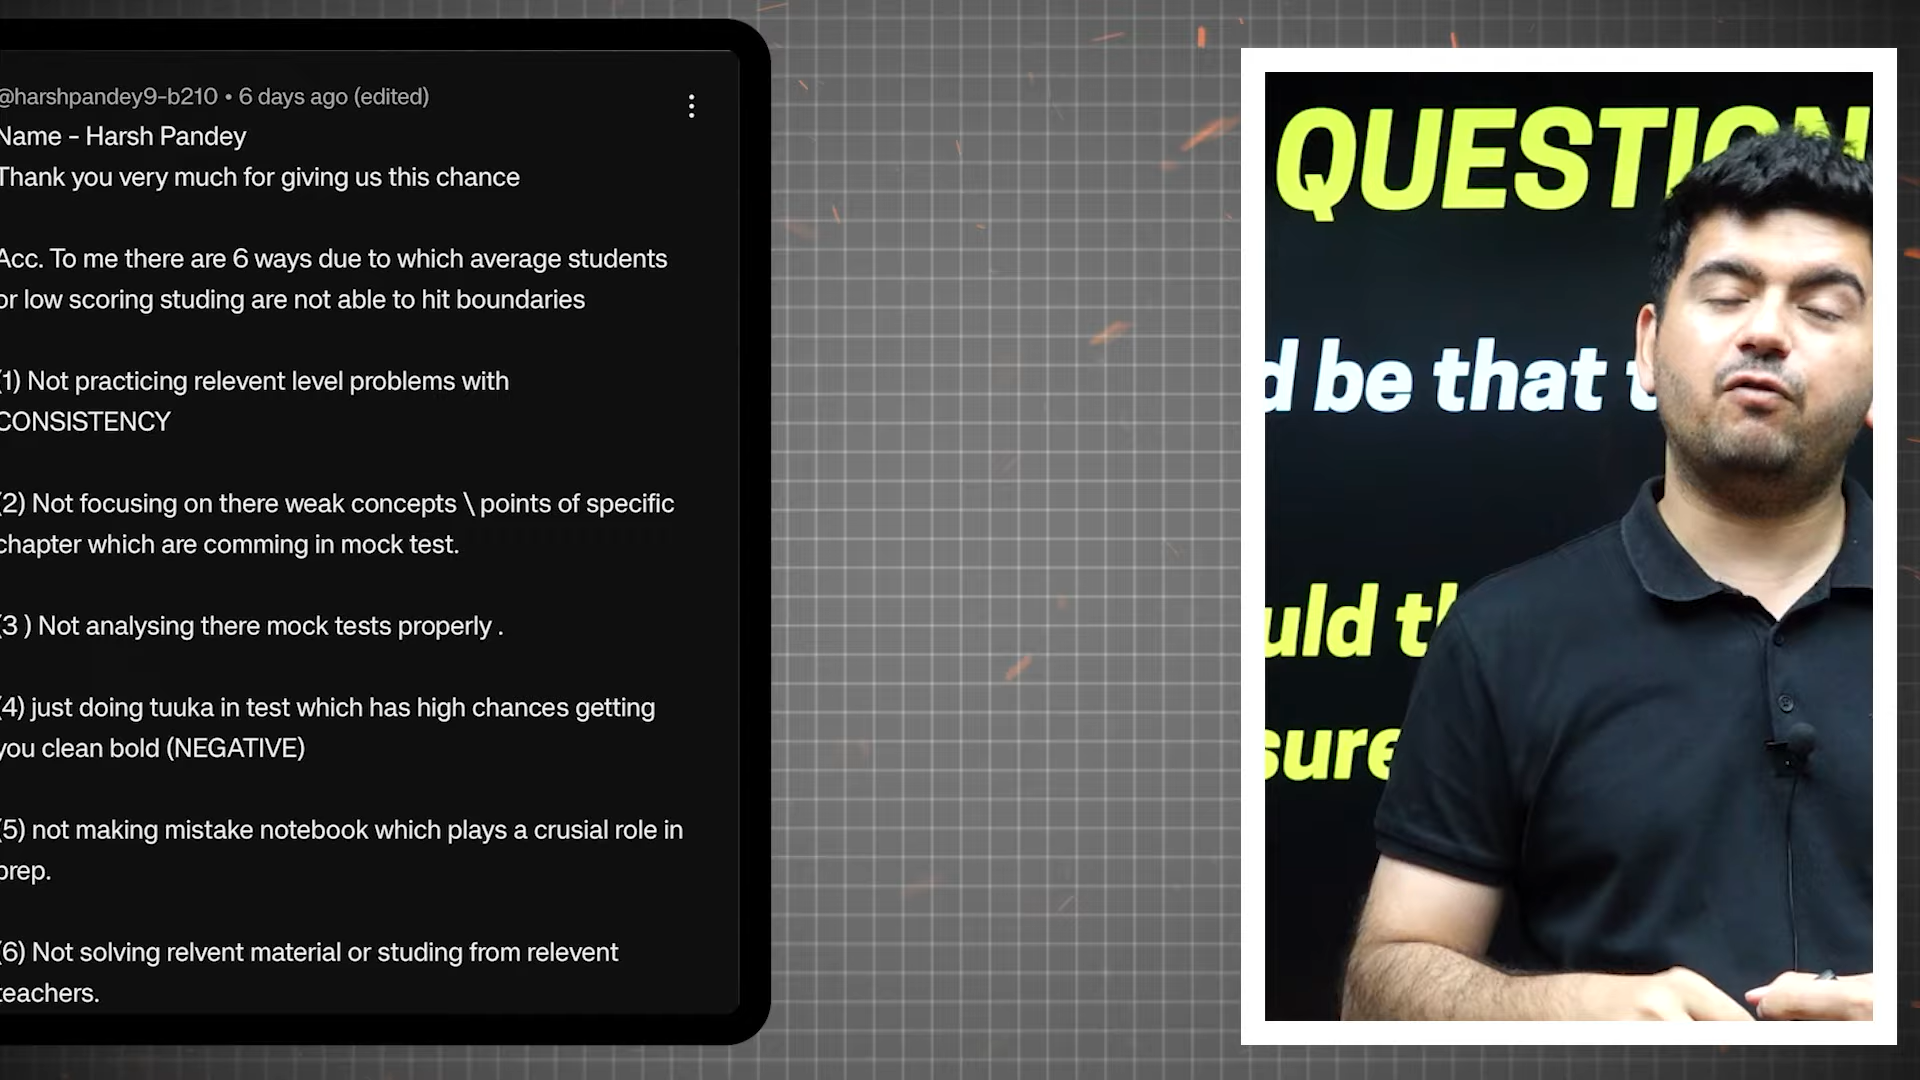 @harshpandey9-b210 • 6 days ago (edited)
Name - Harsh Pandey
Thank you very much for giving us this chance
Acc. To me there are 6 ways due to which average students
or low scoring studing are not able to hit boundaries
(1) Not practicing relevent level problems with
CONSISTENCY
(2) Not focusing on there weak concepts \ points of specific
chapter which are comming in mock test.
(3 ) Not analysing there mock tests properly .
(4) just doing tuuka in test which has high chances getting
you clean bold (NEGATIVE)
(5) not making mistake notebook which plays a crusial role in
prep.
(6) Not solving relvent material or studing from relevent
teachers.
QUESTION
d be that t
uld th
sure